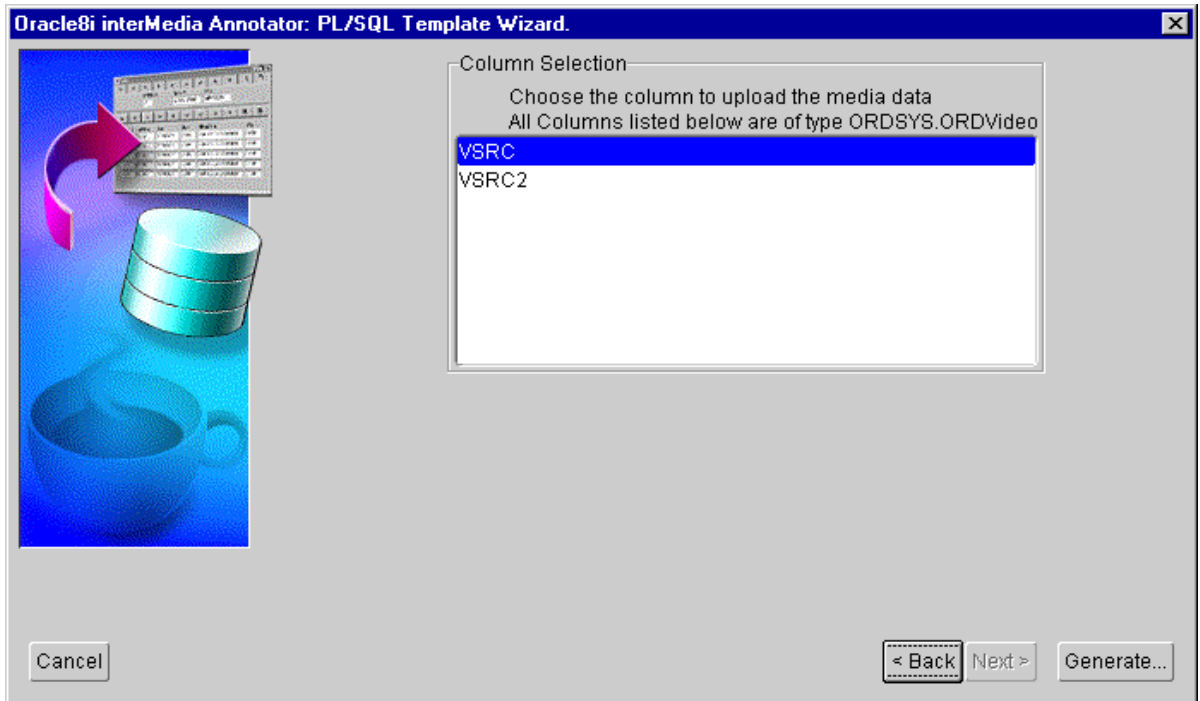 Oracle8i interMedia Annotator: PL/SQL Template Wizard.
Column Selection
Choose the column to upload the media data
All Columns listed below are of type ORDSYS.ORDVideo
VSRC
VSRC2
Cancel
< Back
Next >
Generate...